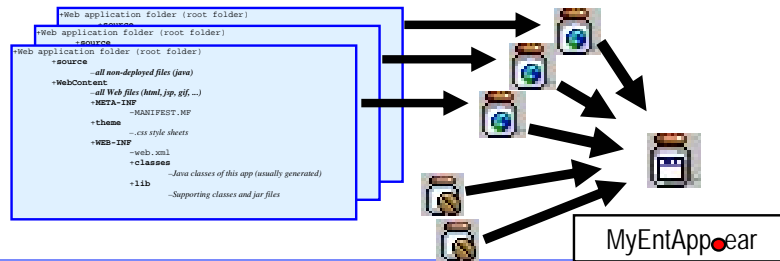 +Web application folder (root folder)
+source
+Web application folder (root folder)
+source
+Web application folder (root folder)
+source
–all non-deployed files (java)
+WebContent
–all Web files (html, jsp, gif, ...)
+META-INF
–MANIFEST.MF
+theme
–.css style sheets
+WEB-INF
–web.xml
+classes
–Java classes of this app (usually generated)
+lib
–Supporting classes and jar files
MyEntApp.ear